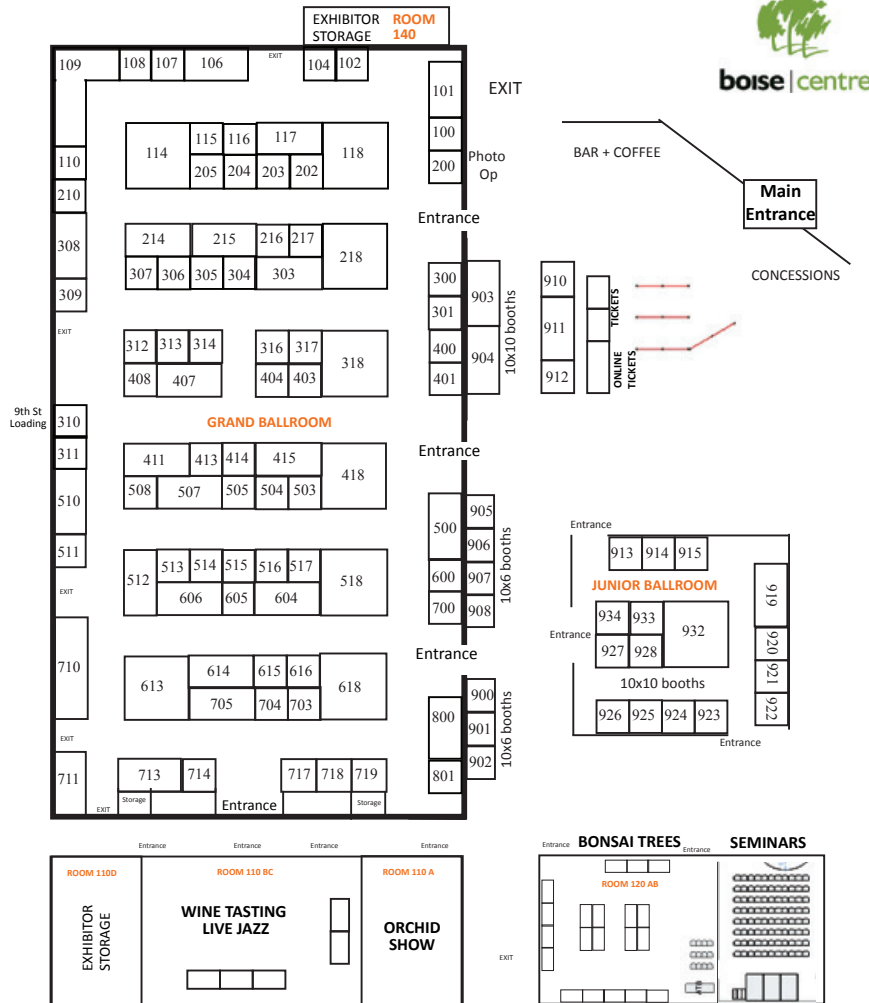 EXHIBITOR ROOM
STORAGE 140
boise | centre
109 108 107 106 EXIT 104 102
101 EXIT
100
200 Photo
Op
BAR + COFFEE
Main
Entrance
CONCESSIONS
115 116 117
114 118
205 204 203 202
110
210
Entrance
308
309
EXIT
214 215 216 217
218
307 306 305 304 303
300 903
301
400 904
401
10x10 booths
910
911
912
TICKETS
ONLINE
TICKETS
312 313 314 316 317
318
408 407 404 403
9th St
Loading
310
311
510
511
EXIT
GRAND BALLROOM
Entrance
411 413 414 415
418
508 507 505 504 503
500 905
906
600 907
700 908
10x6 booths
513 514 515 516 517
512 518
606 605 604
Entrance
710
EXIT
711
EXIT
614 615 616
613 618
705 704 703
800 900
901
801 902
10x6 booths
713 714 717 718 719
Storage Entrance Storage
Entrance
913 914 915
JUNIOR BALLROOM
919
920
921
922
934 933
932
Entrance
927 928
10x10 booths
926 925 924 923
Entrance
Entrance Entrance Entrance Entrance
ROOM 110D ROOM 110 BC ROOM 110 A
EXHIBITOR
STORAGE
WINE TASTING
LIVE JAZZ
ORCHID
SHOW
Entrance BONSAI TREES Entrance SEMINARS
ROOM 120 AB
EXIT